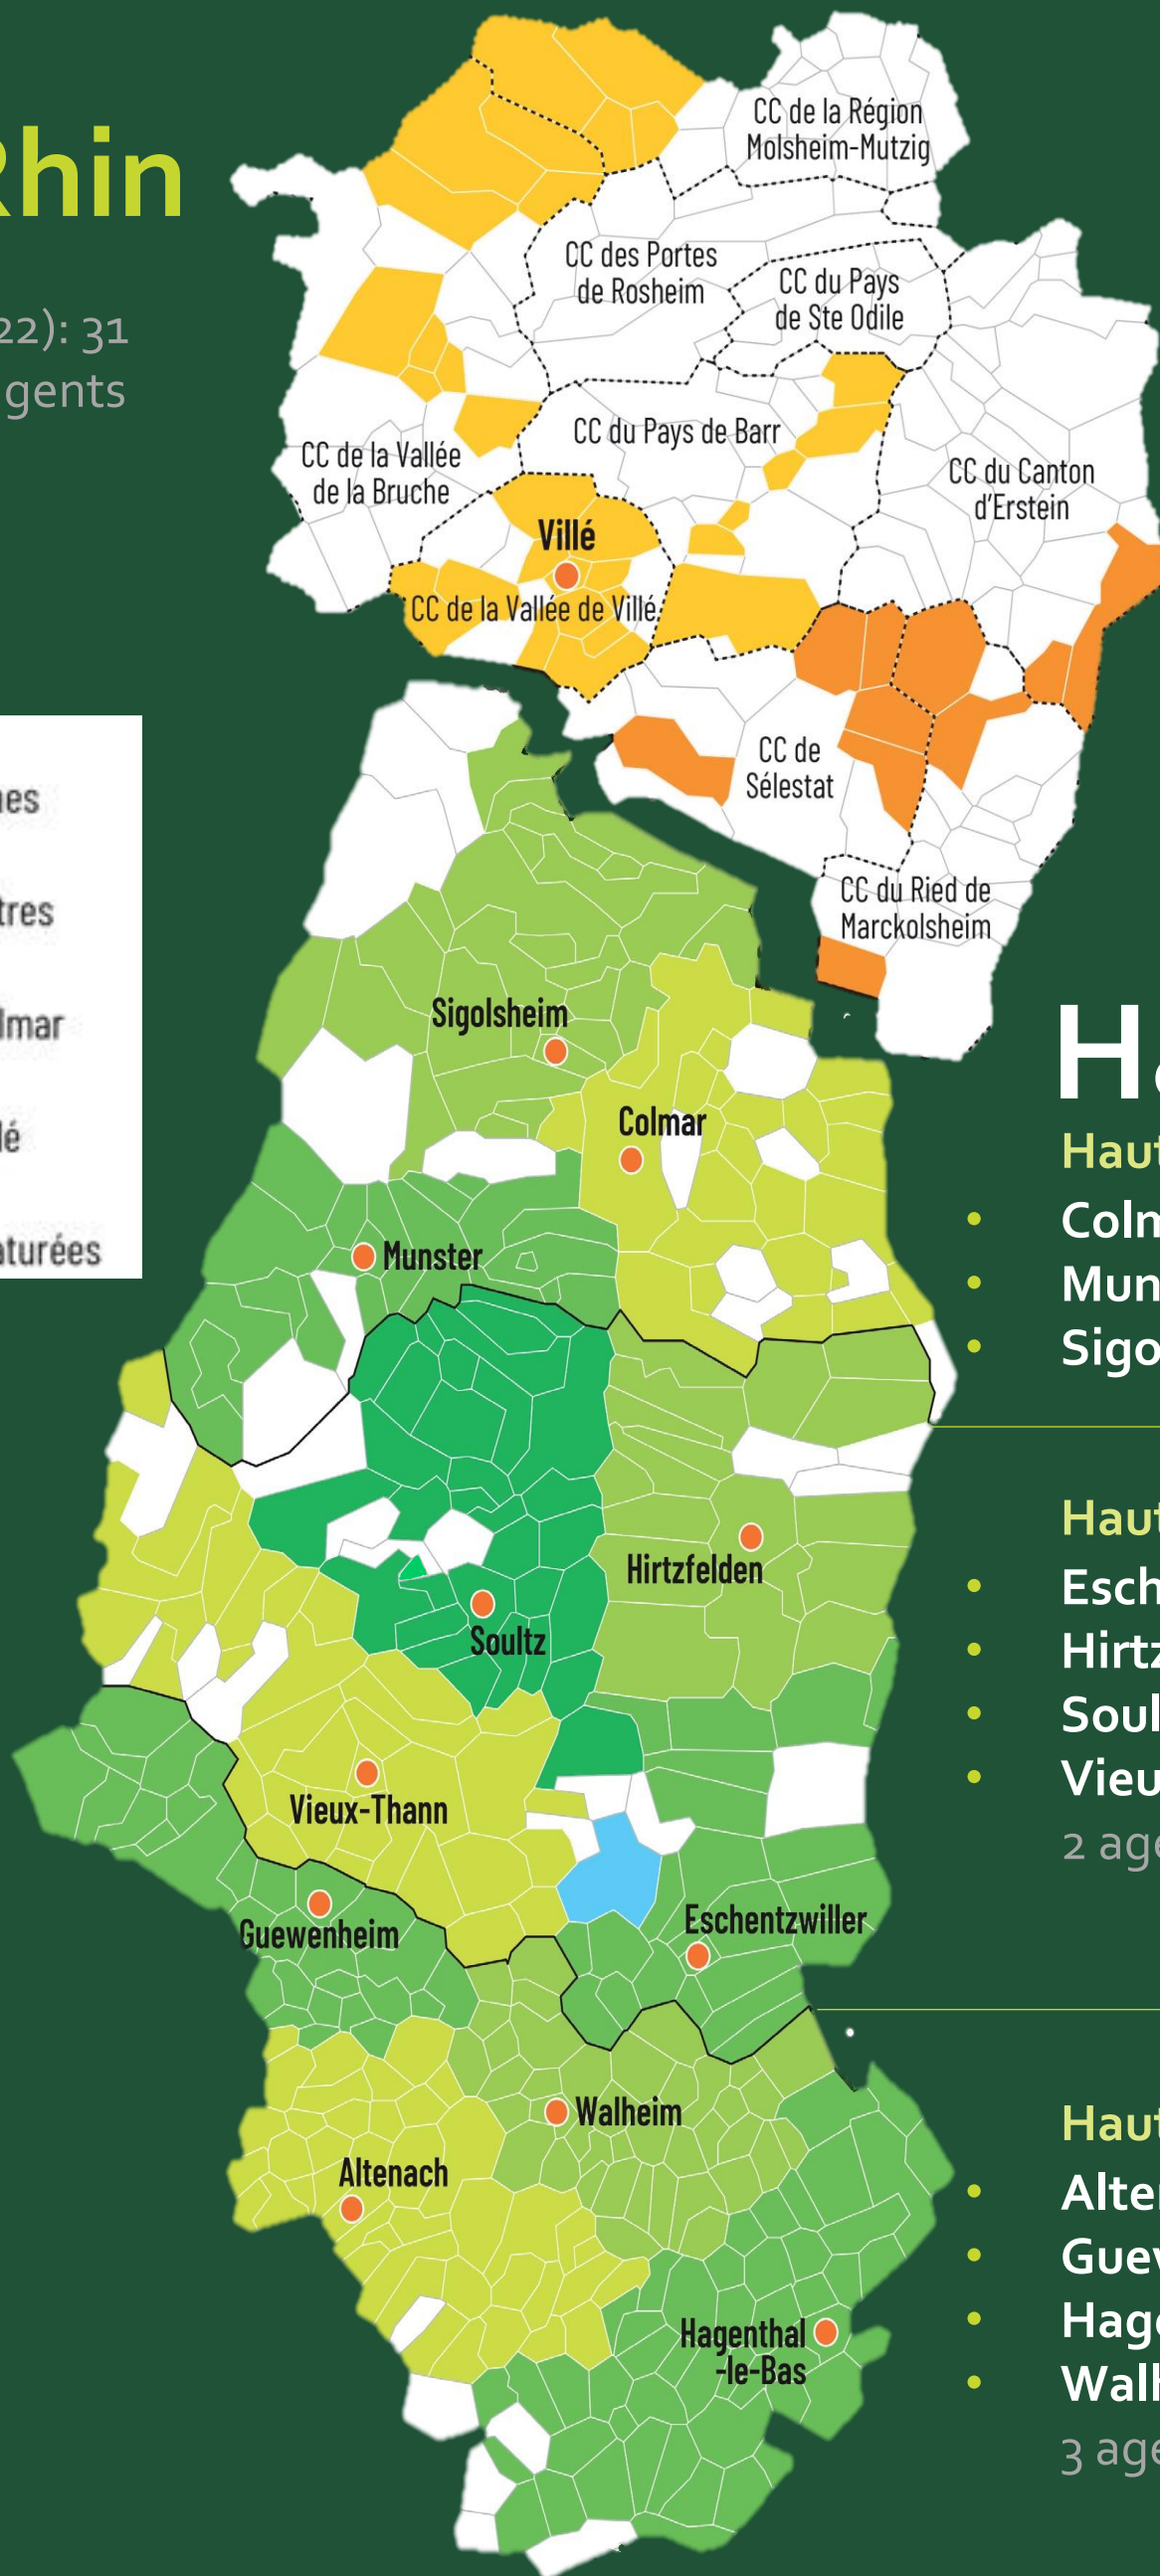 Rhin
22): 31
gents
nes
tres
lmar
lé
aturées
CC de la Région
Molsheim-Mutzig
CC des Portes
de Rosheim
CC du Pays
de Ste Odile
CC du Pays de Barr
CC de la Vallée
de la Bruche
CC du Canton
d'Erstein
Villé
CC de la Vallée de Villé
CC de
Sélestat
CC du Ried de
Marckolsheim
Sigolsheim
Colmar
Munster
Hirtzfelden
Soultz
Vieux-Thann
Guewenheim
Eschentzwiller
Walheim
Altenach
Hagenthal
-le-Bas
Ha
Haut
• Colm
• Mun
• Sigo
Haut
• Esch
• Hirtz
• Soul
• Vieu
2 age
Haut
• Alter
• Guev
• Hage
• Walh
3 age